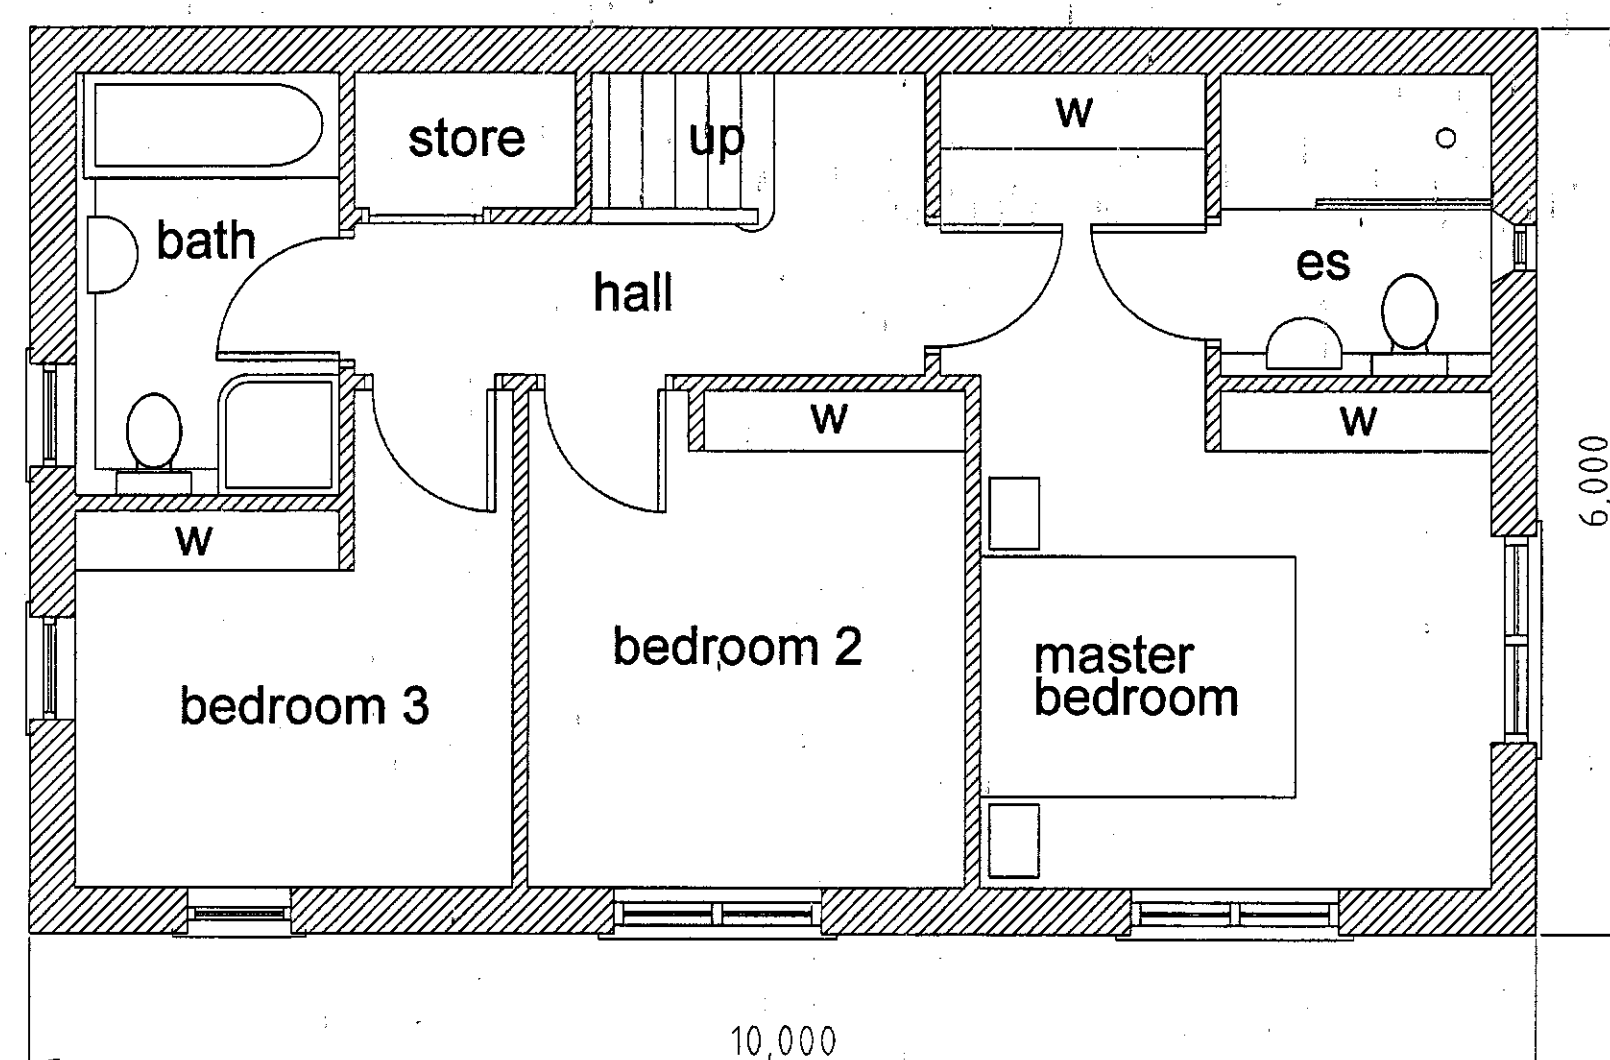 w
store
up
bath
es
hall
w
w
6,000
w
bedroom 2
master
bedroom
bedroom 3
10,000